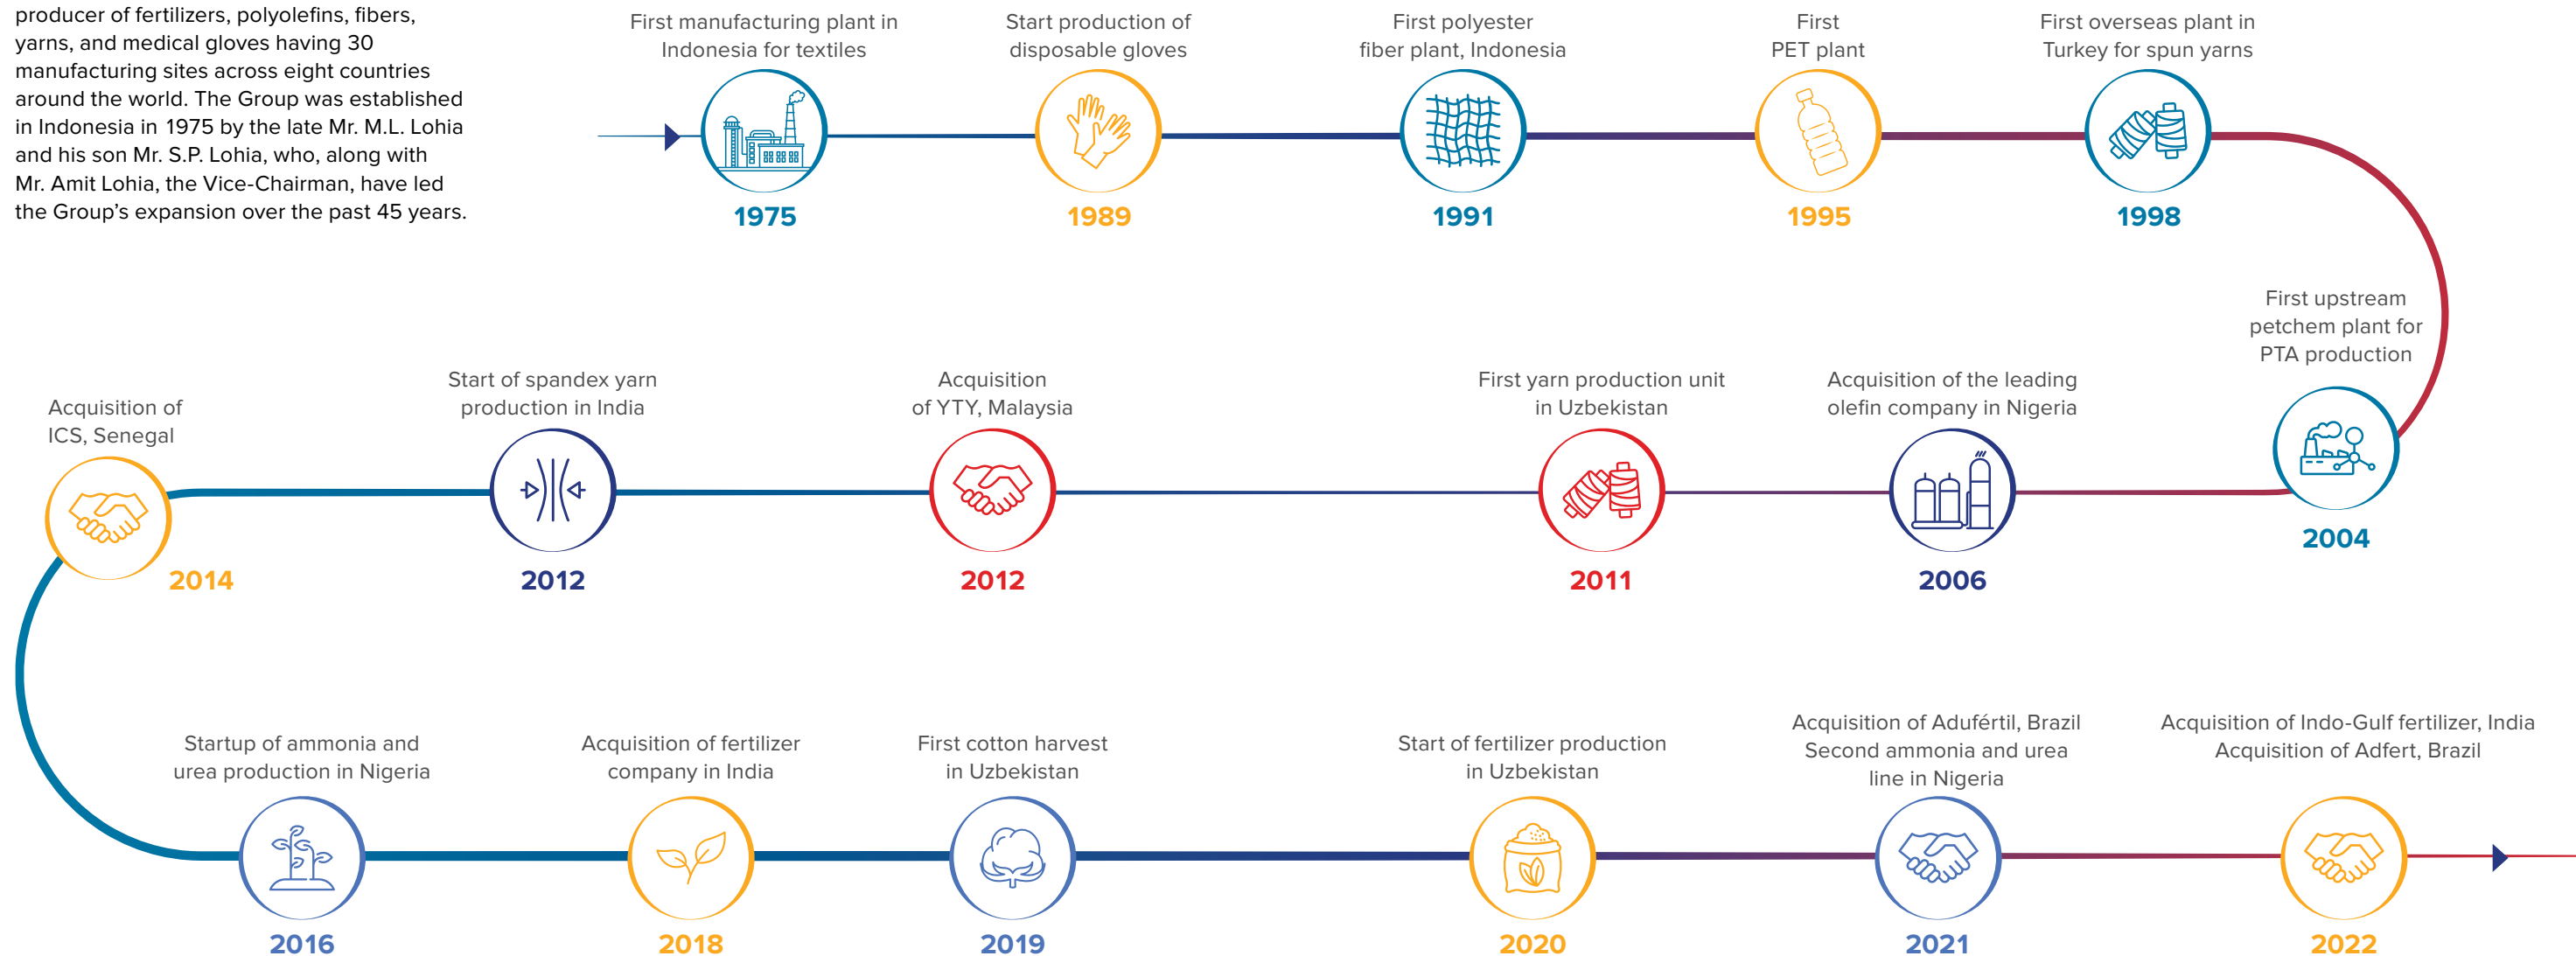 producer of fertilizers, polyolefins, fibers,
yarns, and medical gloves having 30
manufacturing sites across eight countries
around the world. The Group was established
in Indonesia in 1975 by the late Mr. M.L. Lohia
and his son Mr. S.P. Lohia, who, along with
Mr. Amit Lohia, the Vice-Chairman, have led
the Group’s expansion over the past 45 years.
First manufacturing plant in
Indonesia for textiles
1975
Start production of
disposable gloves
1989
First polyester
fiber plant, Indonesia
1991
First
PET plant
1995
First overseas plant in
Turkey for spun yarns
1998
First upstream
petchem plant for
PTA production
2004
Acquisition of the leading
olefin company in Nigeria
2006
First yarn production unit
in Uzbekistan
2011
Acquisition
of YTY, Malaysia
2012
Start of spandex yarn
production in India
2012
Acquisition of
ICS, Senegal
2014
Startup of ammonia and
urea production in Nigeria
2016
Acquisition of fertilizer
company in India
2018
First cotton harvest
in Uzbekistan
2019
Start of fertilizer production
in Uzbekistan
2020
Acquisition of Adufértil, Brazil
Second ammonia and urea
line in Nigeria
2021
Acquisition of Indo-Gulf fertilizer, India
Acquisition of Adfert, Brazil
2022